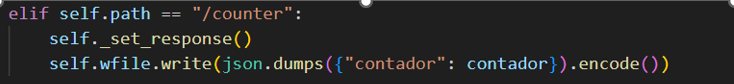 elif self.path == "/counter":
    self._set_response()
    self.wfile.write(json.dumps({"contador": contador}).encode())